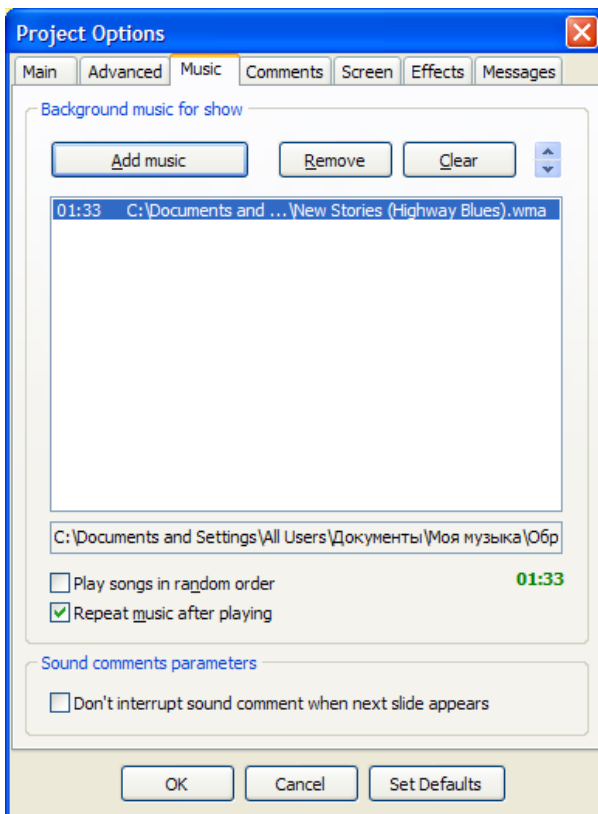 Project Options
Main Advanced Music Comments Screen Effects Messages
Background music for show
Add music Remove Clear
01:33 C:\Documents and ...\New Stories (Highway Blues).wma
C:\Documents and Settings\All Users\Документы\Моя музыка\Обр
Play songs in random order 01:33
Repeat music after playing
Sound comments parameters
Don't interrupt sound comment when next slide appears
OK Cancel Set Defaults